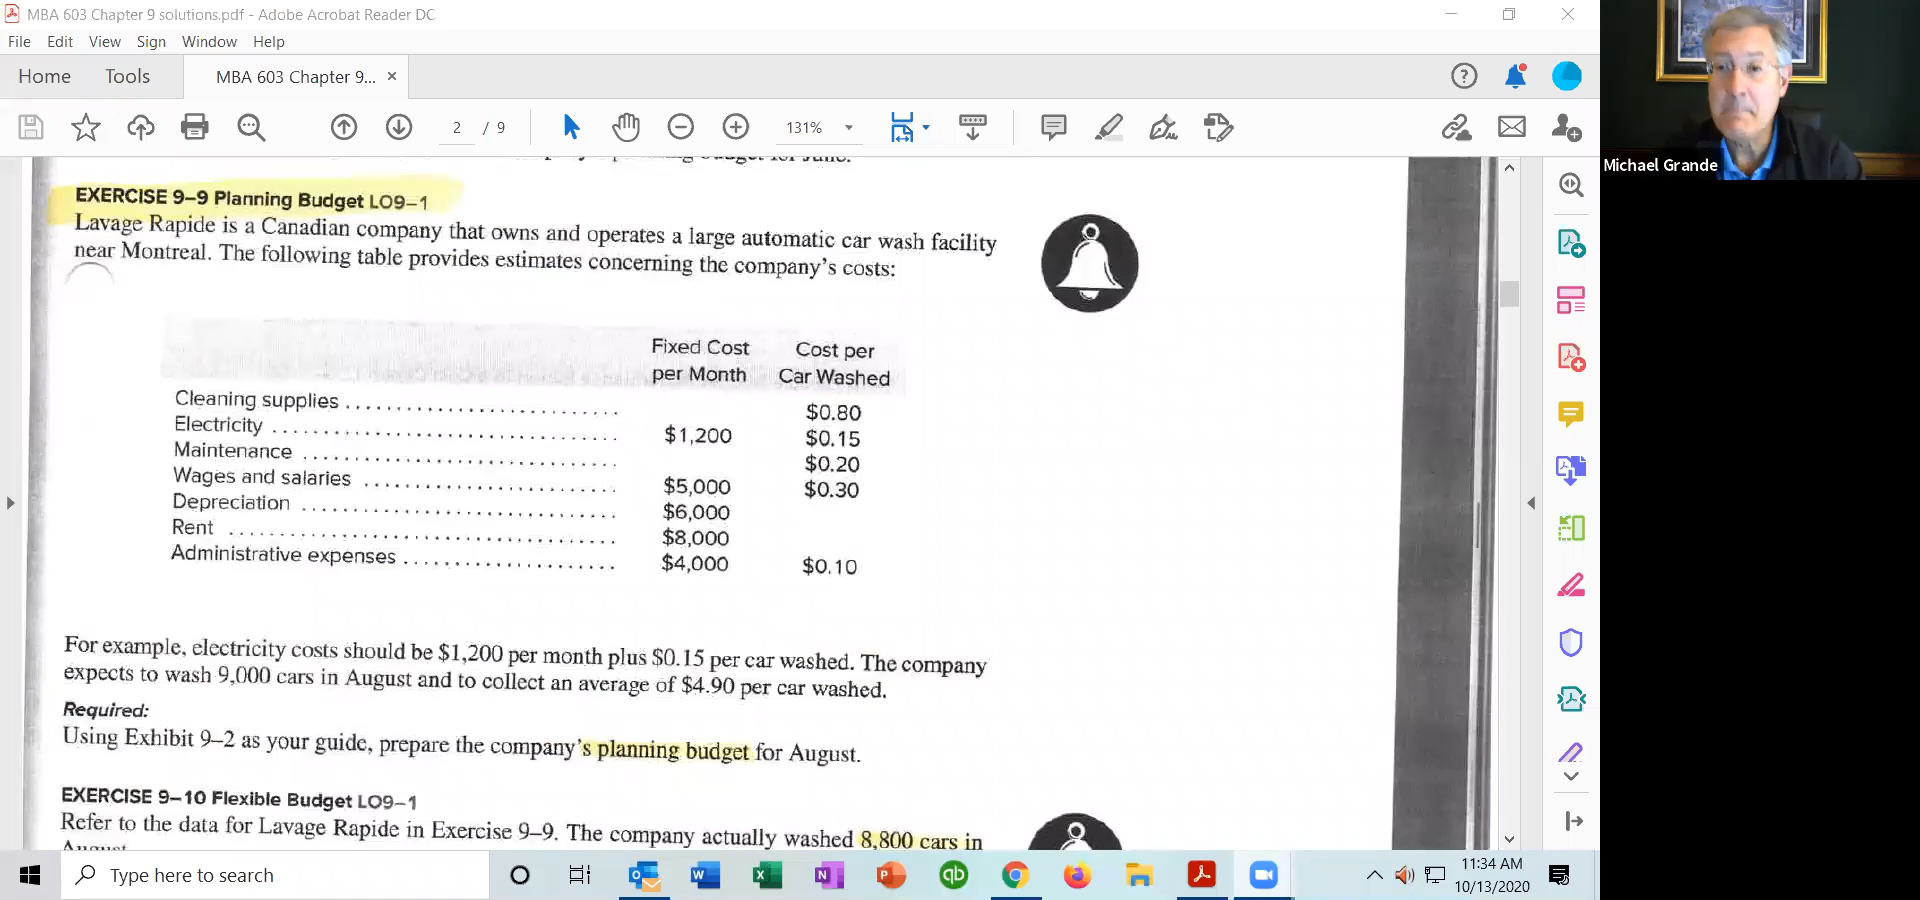 MBA 603 Chapter 9 solutions.pdf - Adobe Acrobat Reader DC
File Edit View Sign Window Help
Home Tools MBA 603 Chapter 9... ×
2 / 9 131%
Michael Grande
budget for June.
EXERCISE 9–9 Planning Budget LO9–1
Lavage Rapide is a Canadian company that owns and operates a large automatic car wash facility
near Montreal. The following table provides estimates concerning the company's costs:
Fixed Cost Cost per
per Month Car Washed
Cleaning supplies $0.80
Electricity $1,200 $0.15
Maintenance $0.20
Wages and salaries $5,000 $0.30
Depreciation $6,000
Rent $8,000
Administrative expenses $4,000 $0.10
For example, electricity costs should be $1,200 per month plus $0.15 per car washed. The company
expects to wash 9,000 cars in August and to collect an average of $4.90 per car washed.
Required:
Using Exhibit 9–2 as your guide, prepare the company's planning budget for August.
EXERCISE 9–10 Flexible Budget LO9–1
Refer to the data for Lavage Rapide in Exercise 9–9. The company actually washed 8,800 cars in
August
Type here to search
11:34 AM
10/13/2020